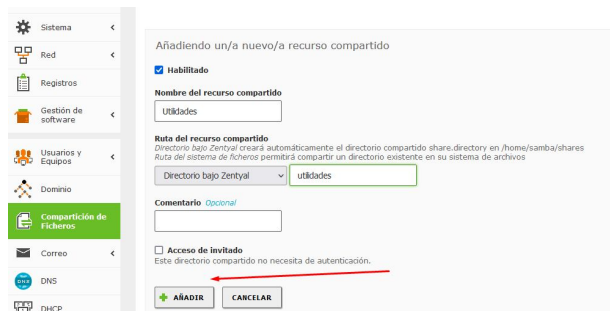 Sistema
Red
Registros
Gestión de
software
Usuarios y
Equipos
Dominio
Compartición de
Ficheros
Correo
DNS
DHCP
Añadiendo un/a nuevo/a recurso compartido
Habilitado
Nombre del recurso compartido
Utilidades
Ruta del recurso compartido
Directorio bajo Zentyal creará automáticamente el directorio compartido share.directory en /home/samba/shares
Ruta del sistema de ficheros permitirá compartir un directorio existente en su sistema de archivos
Directorio bajo Zentyal utilidades
Comentario Opcional
Acceso de invitado
Este directorio compartido no necesita de autenticación.
+ AÑADIR CANCELAR